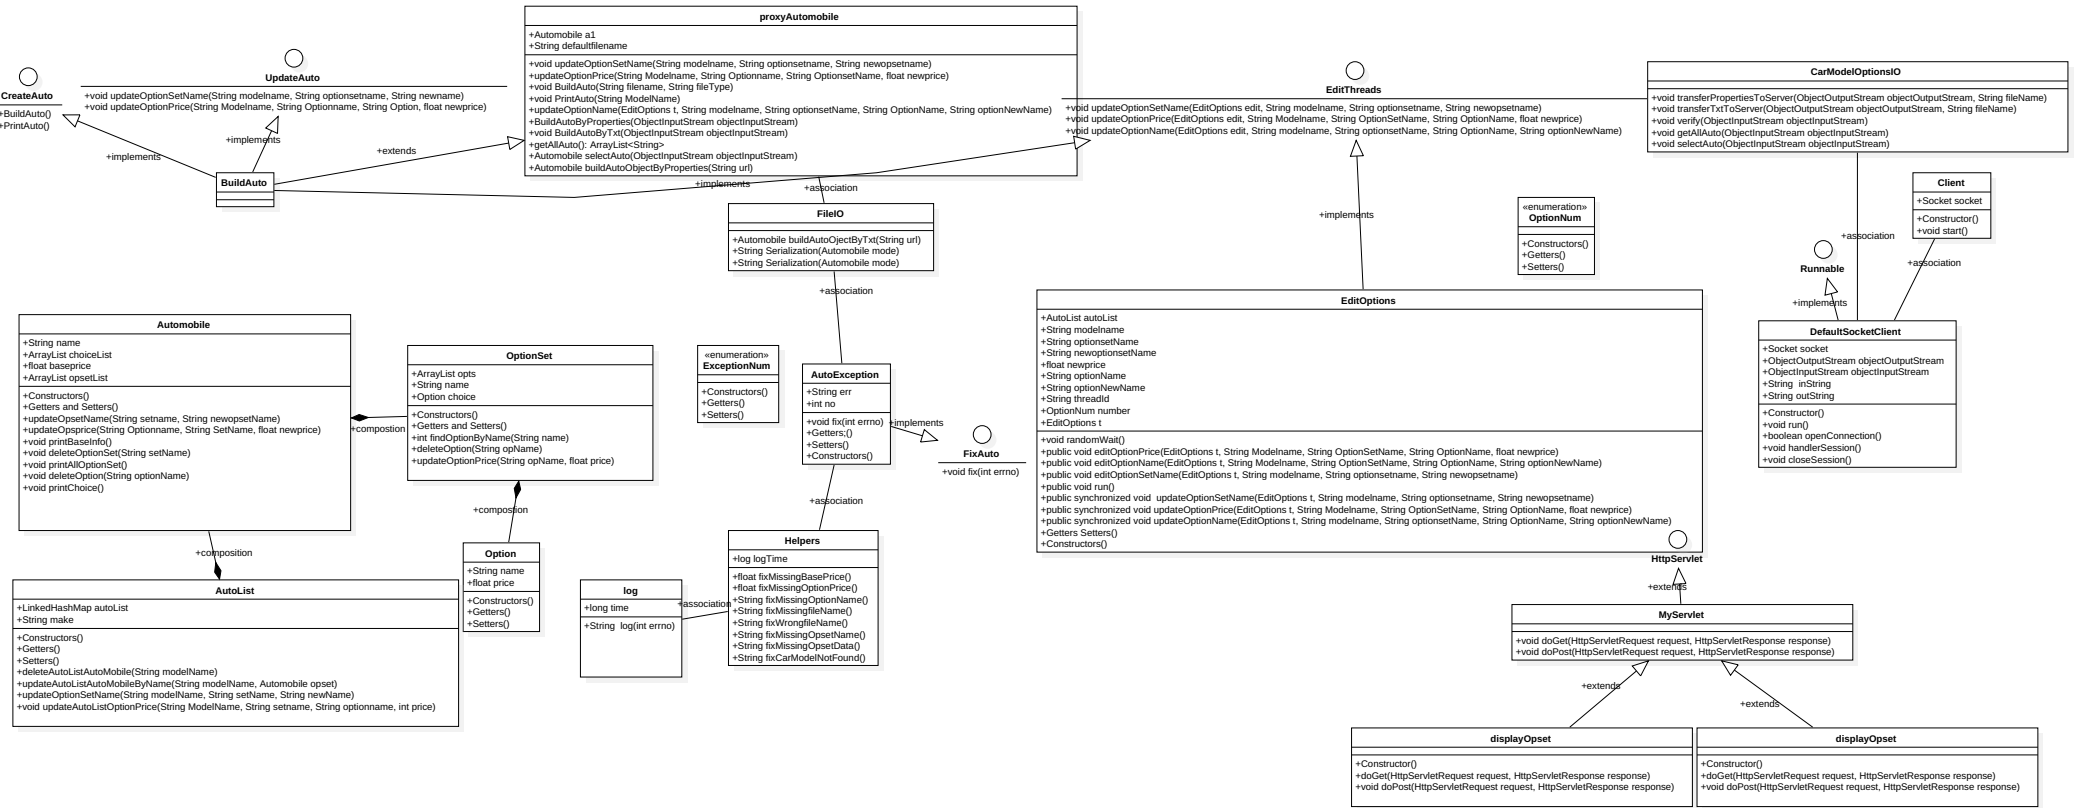 proxyAutomobile
+Automobile a1
+String defaultfilename
+void updateOptionSetName(String modelname, String optionsetname, String newopsetname)
+updateOptionPrice(String Modelname, String Optionname, String OptionsetName, float newprice)
+void BuildAuto(String filename, String fileType)
+void PrintAuto(String ModelName)
+updateOptionName(EditOptions t, String modelname, String optionsetName, String OptionName, String optionNewName)
+BuildAutoByProperties(ObjectInputStream objectInputStream)
+void BuildAutoByTxt(ObjectInputStream objectInputStream)
+getAllAuto(): ArrayList<String>
+Automobile selectAuto(ObjectInputStream objectInputStream)
+Automobile buildAutoObjectByProperties(String url)
CreateAuto
+BuildAuto()
+PrintAuto()
UpdateAuto
+void updateOptionSetName(String modelname, String optionsetname, String newname)
+void updateOptionPrice(String Modelname, String Optionname, String Option, float newprice)
+implements
+implements
+extends
+implements
BuildAuto
EditThreads
+void updateOptionSetName(EditOptions edit, String modelname, String optionsetname, String newopsetname)
+void updateOptionPrice(EditOptions edit, String Modelname, String OptionSetName, String OptionName, float newprice)
+void updateOptionName(EditOptions edit, String modelname, String optionsetName, String OptionName, String optionNewName)
CarModelOptionsIO
+void transferPropertiesToServer(ObjectOutputStream objectOutputStream, String fileName)
+void transferTxtToServer(ObjectOutputStream objectOutputStream, String fileName)
+void verify(ObjectInputStream objectInputStream)
+void getAllAuto(ObjectInputStream objectInputStream)
+void selectAuto(ObjectInputStream objectInputStream)
+association
FileIO
+Automobile buildAutoOjectByTxt(String url)
+String Serialization(Automobile mode)
+String Serialization(Automobile mode)
+association
+implements
«enumeration»
OptionNum
+Constructors()
+Getters()
+Setters()
Client
+Socket socket
+Constructor()
+void start()
+association
+association
Runnable
+implements
DefaultSocketClient
+Socket socket
+ObjectOutputStream objectOutputStream
+ObjectInputStream objectInputStream
+String  inString
+String outString
+Constructor()
+void run()
+boolean openConnection()
+void handlerSession()
+void closeSession()
Automobile
+String name
+ArrayList choiceList
+float baseprice
+ArrayList opsetList
+Constructors()
+Getters and Setters()
+updateOpsetName(String setname, String newopsetName)
+updateOpsprice(String Optionname, String SetName, float newprice)
+void printBaseInfo()
+void deleteOptionSet(String setName)
+void printAllOptionSet()
+void deleteOption(String optionName)
+void printChoice()
+compostion
OptionSet
+ArrayList opts
+String name
+Option choice
+Constructors()
+Getters and Setters()
+int findOptionByName(String name)
+deleteOption(String opName)
+updateOptionPrice(String opName, float price)
+compostion
Option
+String name
+float price
+Constructors()
+Getters()
+Setters()
+composition
AutoList
+LinkedHashMap autoList
+String make
+Constructors()
+Getters()
+Setters()
+deleteAutoListAutoMobile(String modelName)
+updateAutoListAutoMobileByName(String modelName, Automobile opset)
+updateOptionSetName(String modelName, String setName, String newName)
+void updateAutoListOptionPrice(String ModelName, String setname, String optionname, int price)
«enumeration»
ExceptionNum
+Constructors()
+Getters()
+Setters()
AutoException
+String err
+int no
+void fix(int errno)
+Getters;()
+Setters()
+Constructors()
+implements
FixAuto
+void fix(int errno)
+association
Helpers
+log logTime
+float fixMissingBasePrice()
+float fixMissingOptionPrice()
+String fixMissingOptionName()
+String fixMissingfileName()
+String fixWrongfileName()
+String fixMissingOpsetName()
+String fixMissingOpsetData()
+String fixCarModelNotFound()
+association
log
+long time
+String  log(int errno)
EditOptions
+AutoList autoList
+String modelname
+String optionsetName
+String newoptionsetName
+float newprice
+String optionName
+String optionNewName
+String threadId
+OptionNum number
+EditOptions t
+void randomWait()
+public void editOptionPrice(EditOptions t, String Modelname, String OptionSetName, String OptionName, float newprice)
+public void editOptionName(EditOptions t, String Modelname, String OptionSetName, String OptionName, String optionNewName)
+public void editOptionSetName(EditOptions t, String Modelname, String optionsetname, String newopsetname)
+public void run()
+public synchronized void  updateOptionSetName(EditOptions t, String modelname, String optionsetname, String newopsetname)
+public synchronized void updateOptionPrice(EditOptions t, String Modelname, String OptionSetName, String OptionName, float newprice)
+public synchronized void updateOptionName(EditOptions t, String modelname, String optionsetName, String OptionName, String optionNewName)
+Getters Setters()
+Constructors()
HttpServlet
+extends
MyServlet
+void doGet(HttpServletRequest request, HttpServletResponse response)
+void doPost(HttpServletRequest request, HttpServletResponse response)
+extends
+extends
displayOpset
+Constructor()
+doGet(HttpServletRequest request, HttpServletResponse response)
+void doPost(HttpServletRequest request, HttpServletResponse response)
displayOpset
+Constructor()
+doGet(HttpServletRequest request, HttpServletResponse response)
+void doPost(HttpServletRequest request, HttpServletResponse response)